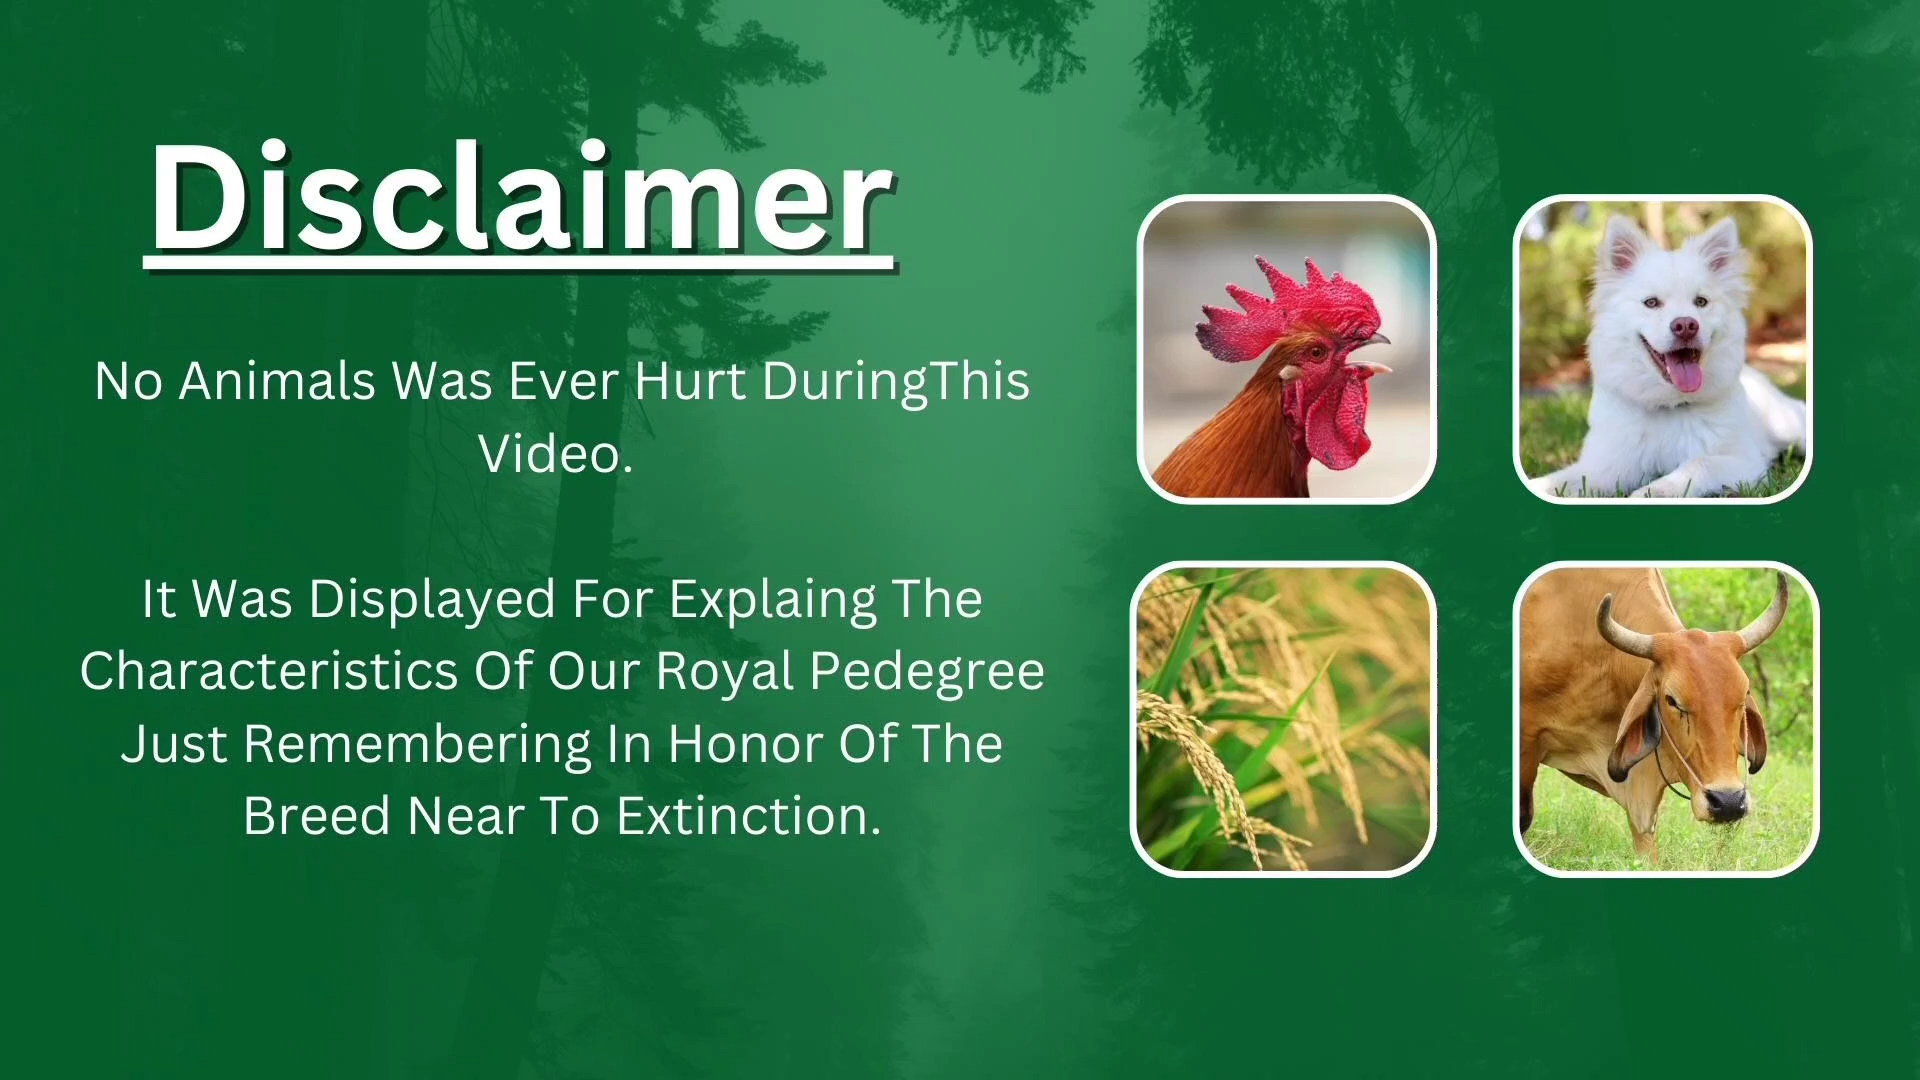 Disclaimer
No Animals Was Ever Hurt DuringThis
Video.
It Was Displayed For Explaing The
Characteristics Of Our Royal Pedegree
Just Remembering In Honor Of The
Breed Near To Extinction.